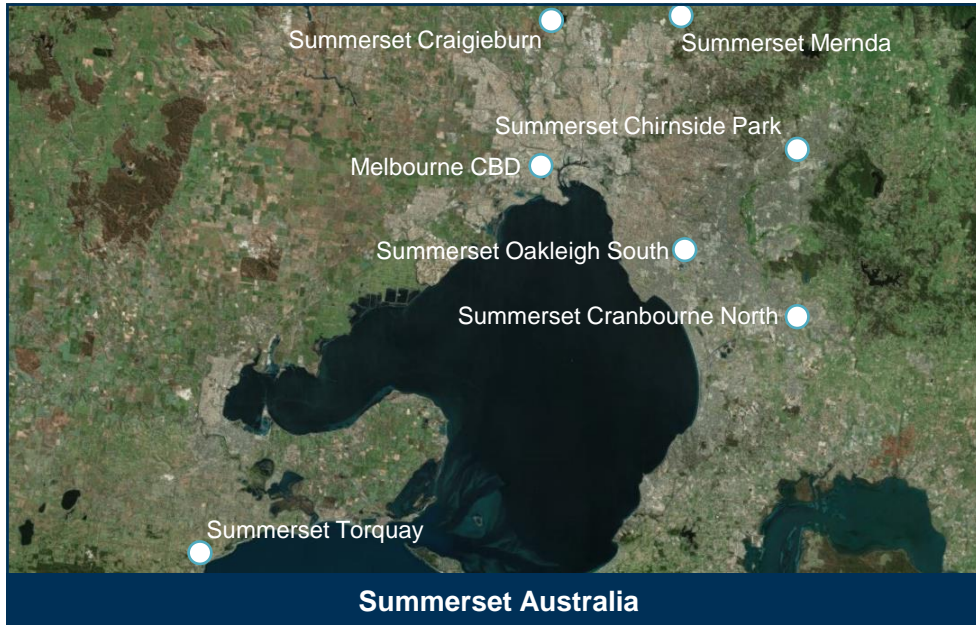 Summerset Craigieburn
Summerset Mernda
Summerset Chirnside Park
Melbourne CBD
Summerset Oakleigh South
Summerset Cranbourne North
Summerset Torquay
Summerset Australia